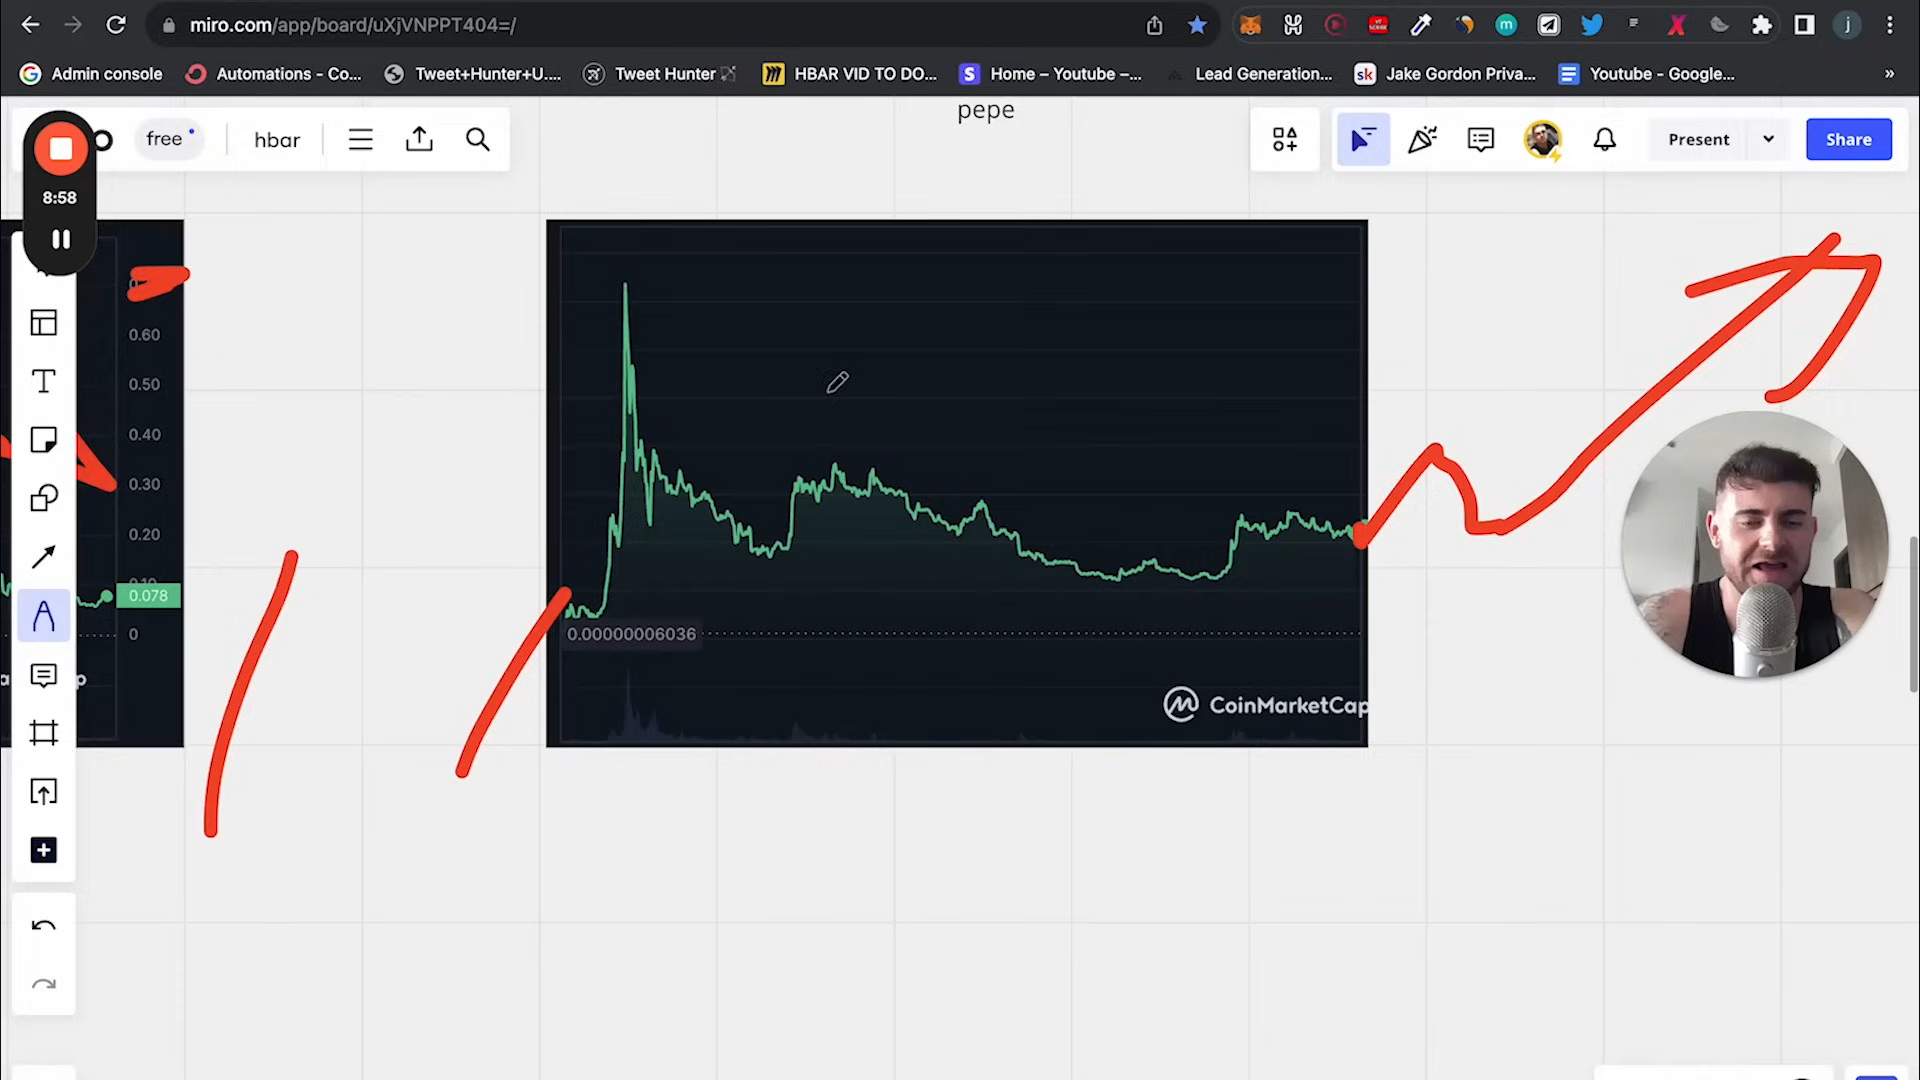 miro.com/app/board/uXjVNPPT404=/
j
Admin console
Automations - Co...
Tweet+Hunter+U....
Tweet Hunter
HBAR VID TO DO...
Home – Youtube –...
Lead Generation...
sk
Jake Gordon Priva...
Youtube - Google...
»
pepe
free
hbar
Present
Share
8:58
0.60
0.50
0.40
0.30
0.20
0.078
0
0.00000006036
CoinMarketCap